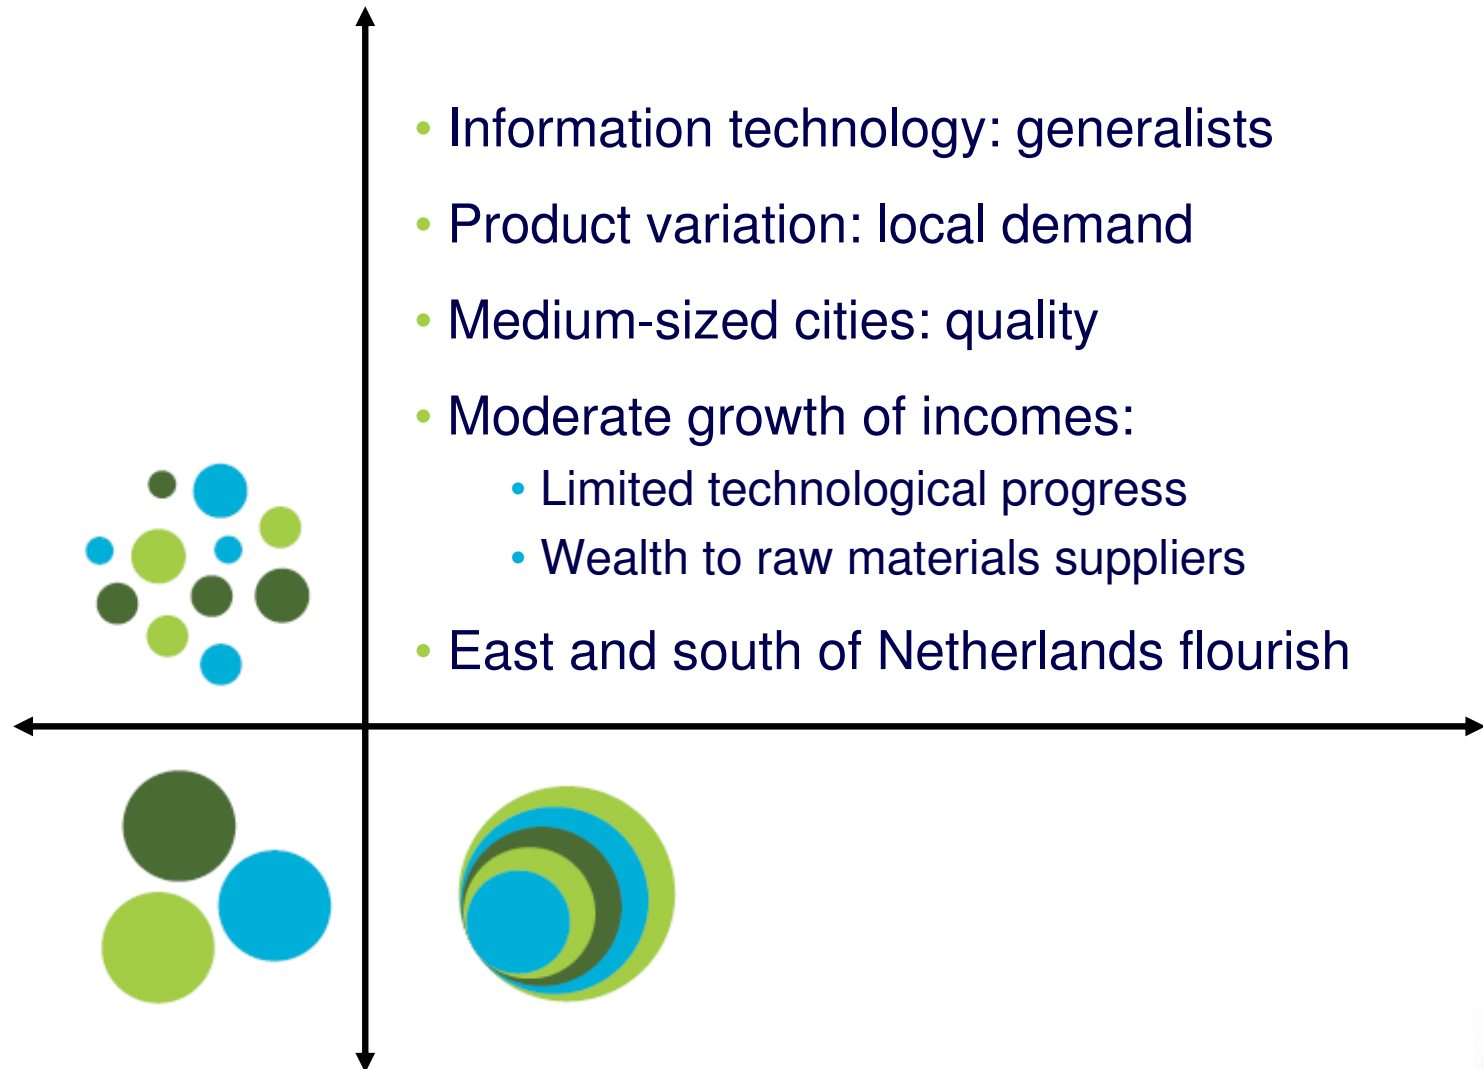 • Information technology: generalists
• Product variation: local demand
• Medium-sized cities: quality
• Moderate growth of incomes:
• Limited technological progress
• Wealth to raw materials suppliers
• East and south of Netherlands flourish